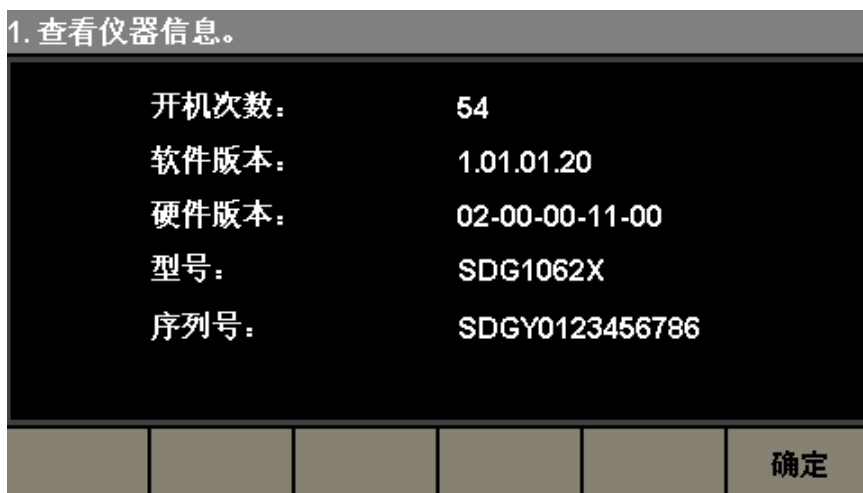 1. 查看仪器信息。
开机次数： 54
软件版本： 1.01.01.20
硬件版本： 02-00-00-11-00
型号： SDG1062X
序列号： SDGY0123456786
确定